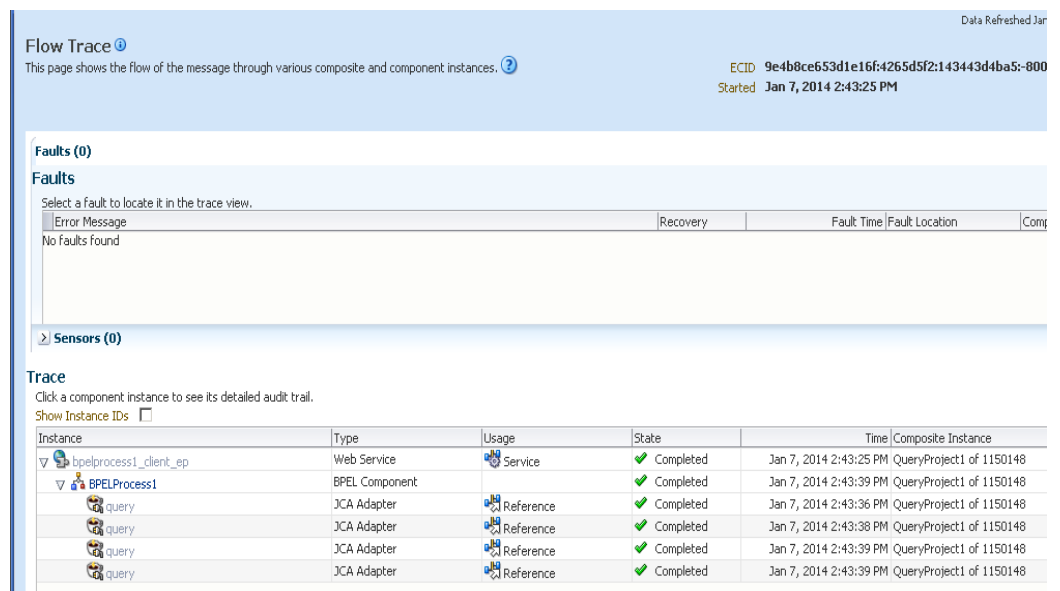 Data Refreshed Jan
Flow Trace
This page shows the flow of the message through various composite and component instances.
ECID 9e4b8ce653d1e16f:4265d5f2:143443d4ba5:-800
Started Jan 7, 2014 2:43:25 PM
Faults (0)
Faults
Select a fault to locate it in the trace view.
Error Message Recovery Fault Time Fault Location Comp
No faults found
Sensors (0)
Trace
Click a component instance to see its detailed audit trail.
Show Instance IDs
Instance Type Usage State Time Composite Instance
bpelprocess1_client_ep Web Service Service Completed Jan 7, 2014 2:43:25 PM QueryProject1 of 1150148
BPELProcess1 BPEL Component Completed Jan 7, 2014 2:43:39 PM QueryProject1 of 1150148
query JCA Adapter Reference Completed Jan 7, 2014 2:43:36 PM QueryProject1 of 1150148
query JCA Adapter Reference Completed Jan 7, 2014 2:43:38 PM QueryProject1 of 1150148
query JCA Adapter Reference Completed Jan 7, 2014 2:43:39 PM QueryProject1 of 1150148
query JCA Adapter Reference Completed Jan 7, 2014 2:43:39 PM QueryProject1 of 1150148